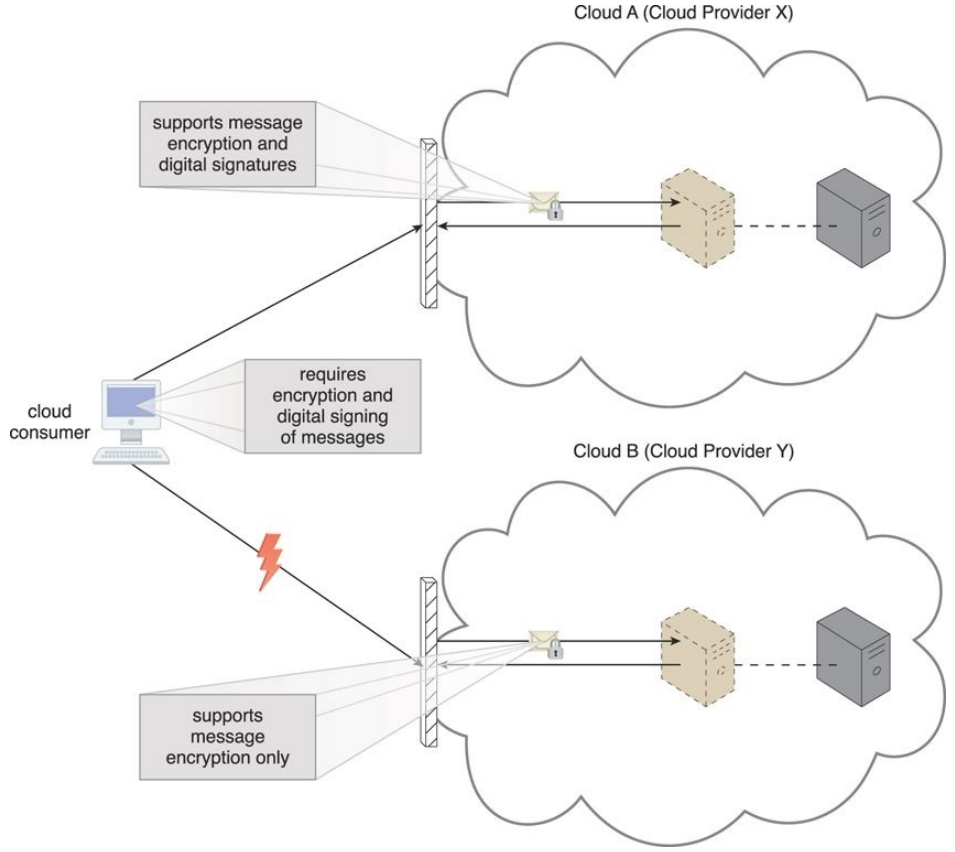 Cloud A (Cloud Provider X)
supports message
encryption and
digital signatures
requires
encryption and
digital signing
of messages
cloud
consumer
Cloud B (Cloud Provider Y)
supports
message
encryption only